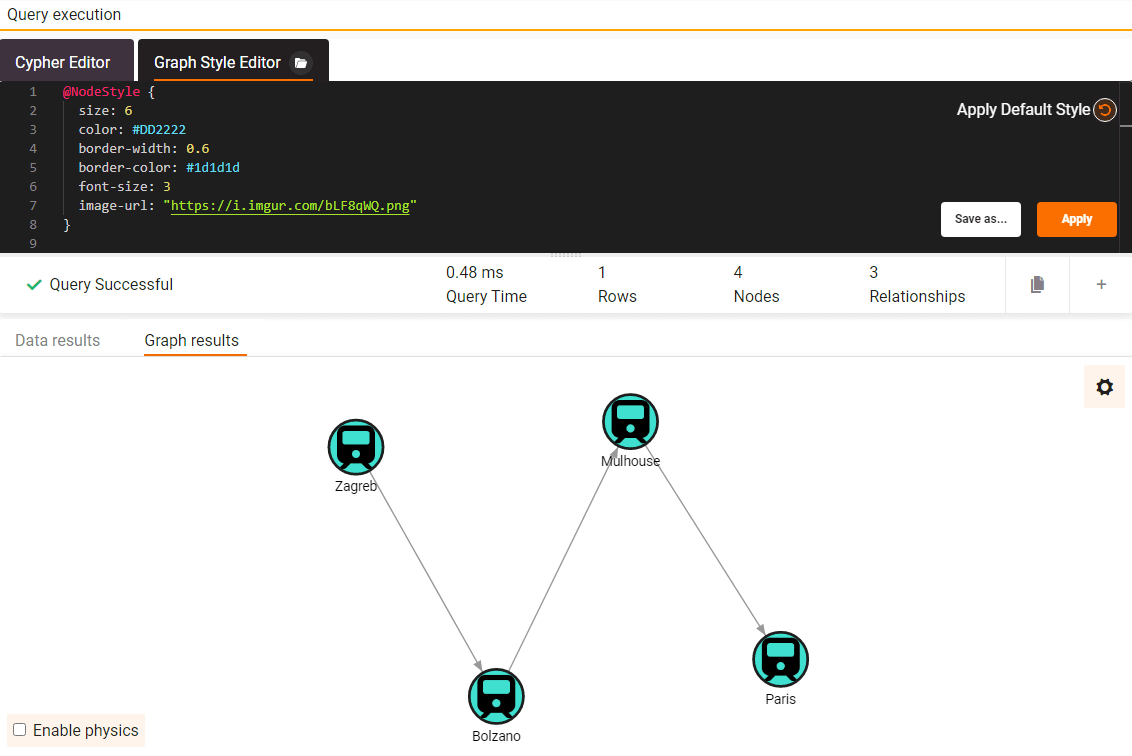 Query execution
Cypher Editor
Graph Style Editor
1 @NodeStyle {
2 size: 6
3 color: #DD2222
4 border-width: 0.6
5 border-color: #1d1d1d
6 font-size: 3
7 image-url: "https://i.imgur.com/bLF8qWQ.png"
8 }
9
Apply Default Style
Save as...
Apply
Query Successful
0.48 ms
Query Time
1
Rows
4
Nodes
3
Relationships
+
Data results
Graph results
Zagreb
Mulhouse
Paris
Bolzano
Enable physics